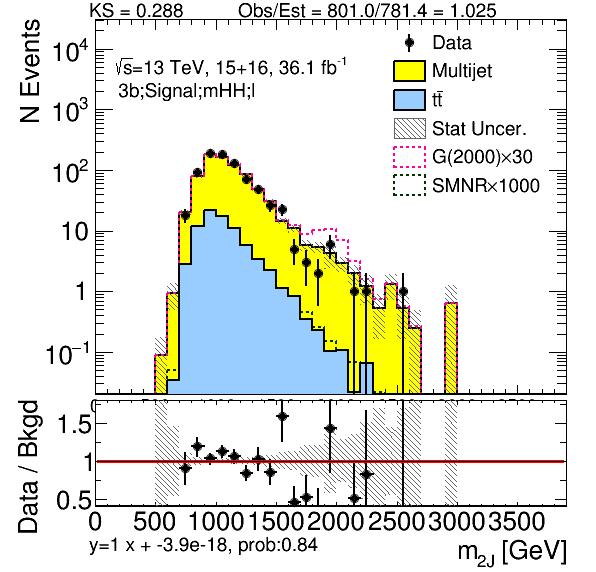 KS = 0.288 Obs/Est = 801.0/781.4 = 1.025
N Events
10⁴
10³
10²
10
1
10⁻¹
√s=13 TeV, 15+16, 36.1 fb⁻¹
3b;Signal;mHH;l
Data
Multijet
tt̄
Stat Uncer.
G(2000)×30
SMNR×1000
Data / Bkgd
1.5
1
0.5
0 500 1000 1500 2000 2500 3000 3500
y=1 x + -3.9e-18, prob:0.84
m2J [GeV]